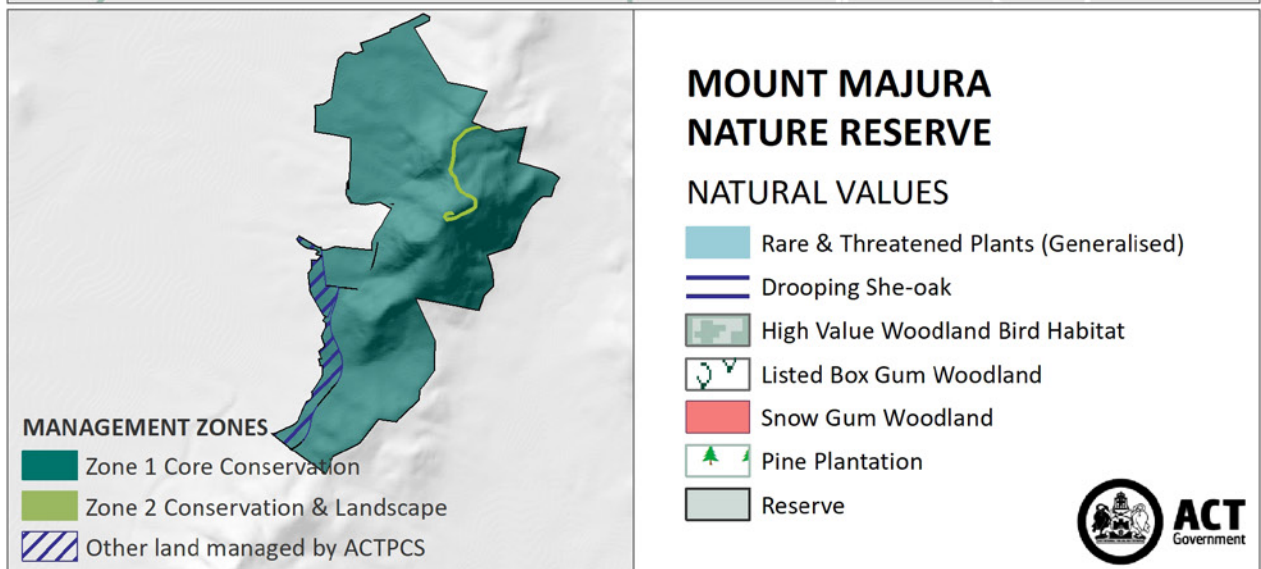 MANAGEMENT ZONES
Zone 1 Core Conservation
Zone 2 Conservation & Landscape
Other land managed by ACTPCS
MOUNT MAJURA
NATURE RESERVE
NATURAL VALUES
Rare & Threatened Plants (Generalised)
Drooping She-oak
High Value Woodland Bird Habitat
Listed Box Gum Woodland
Snow Gum Woodland
Pine Plantation
Reserve
ACT
Government